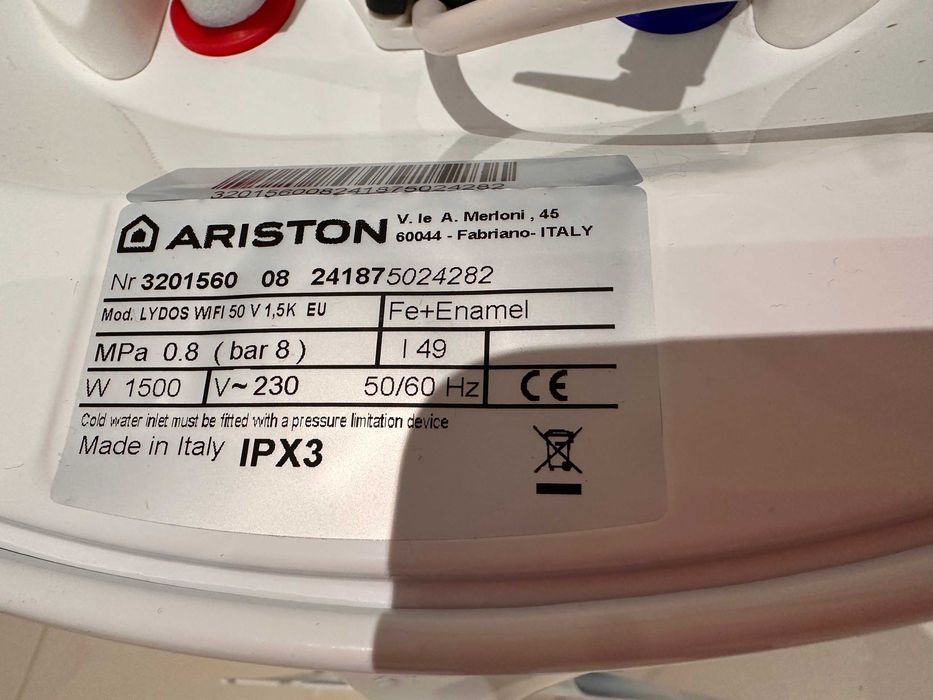 3201560082418​75024282
ARISTON V. le A. Merloni , 45
60044 - Fabriano- ITALY
Nr 3201560 08 241875024282
Mod. LYDOS WIFI 50 V 1,5K EU Fe+Enamel
MPa 0.8 ( bar 8 ) l 49
W 1500 V~ 230 50/60 Hz CE
Cold water inlet must be fitted with a pressure limitation device
Made in Italy IPX3